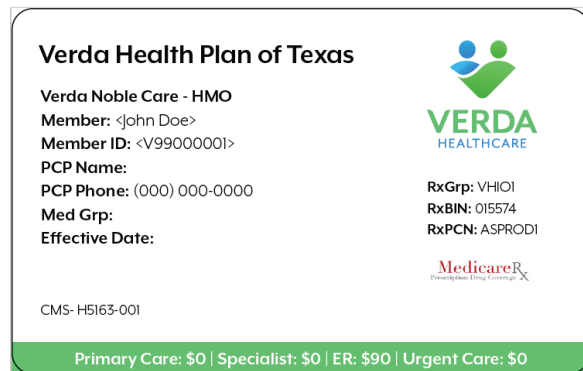 Verda Health Plan of Texas
Verda Noble Care - HMO
Member: <John Doe>
Member ID: <V99000001>
PCP Name:
PCP Phone: (000) 000-0000
Med Grp:
Effective Date:
CMS- H5163-001
VERDA
HEALTHCARE
RxGrp: VHIO1
RxBIN: 015574
RxPCN: ASPROD1
MedicareRx
Prescription Drug Coverage
Primary Care: $0 | Specialist: $0 | ER: $90 | Urgent Care: $0